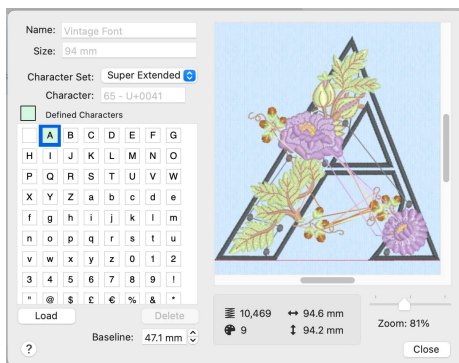 Name: Vintage Font
Size: 94 mm
Character Set: Super Extended
Character: 65 - U+0041
Defined Characters
A B C D E F G
H I J K L M N O
P Q R S T U V W
X Y Z a b c d e
f g h i j k l m
n o p q r s t u
v w x y z 0 1 2
3 4 5 6 7 8 9 !
" @ $ £ € % & *
Load Delete
Baseline: 47.1 mm
?
10,469 94.6 mm
9 94.2 mm
Zoom: 81%
Close